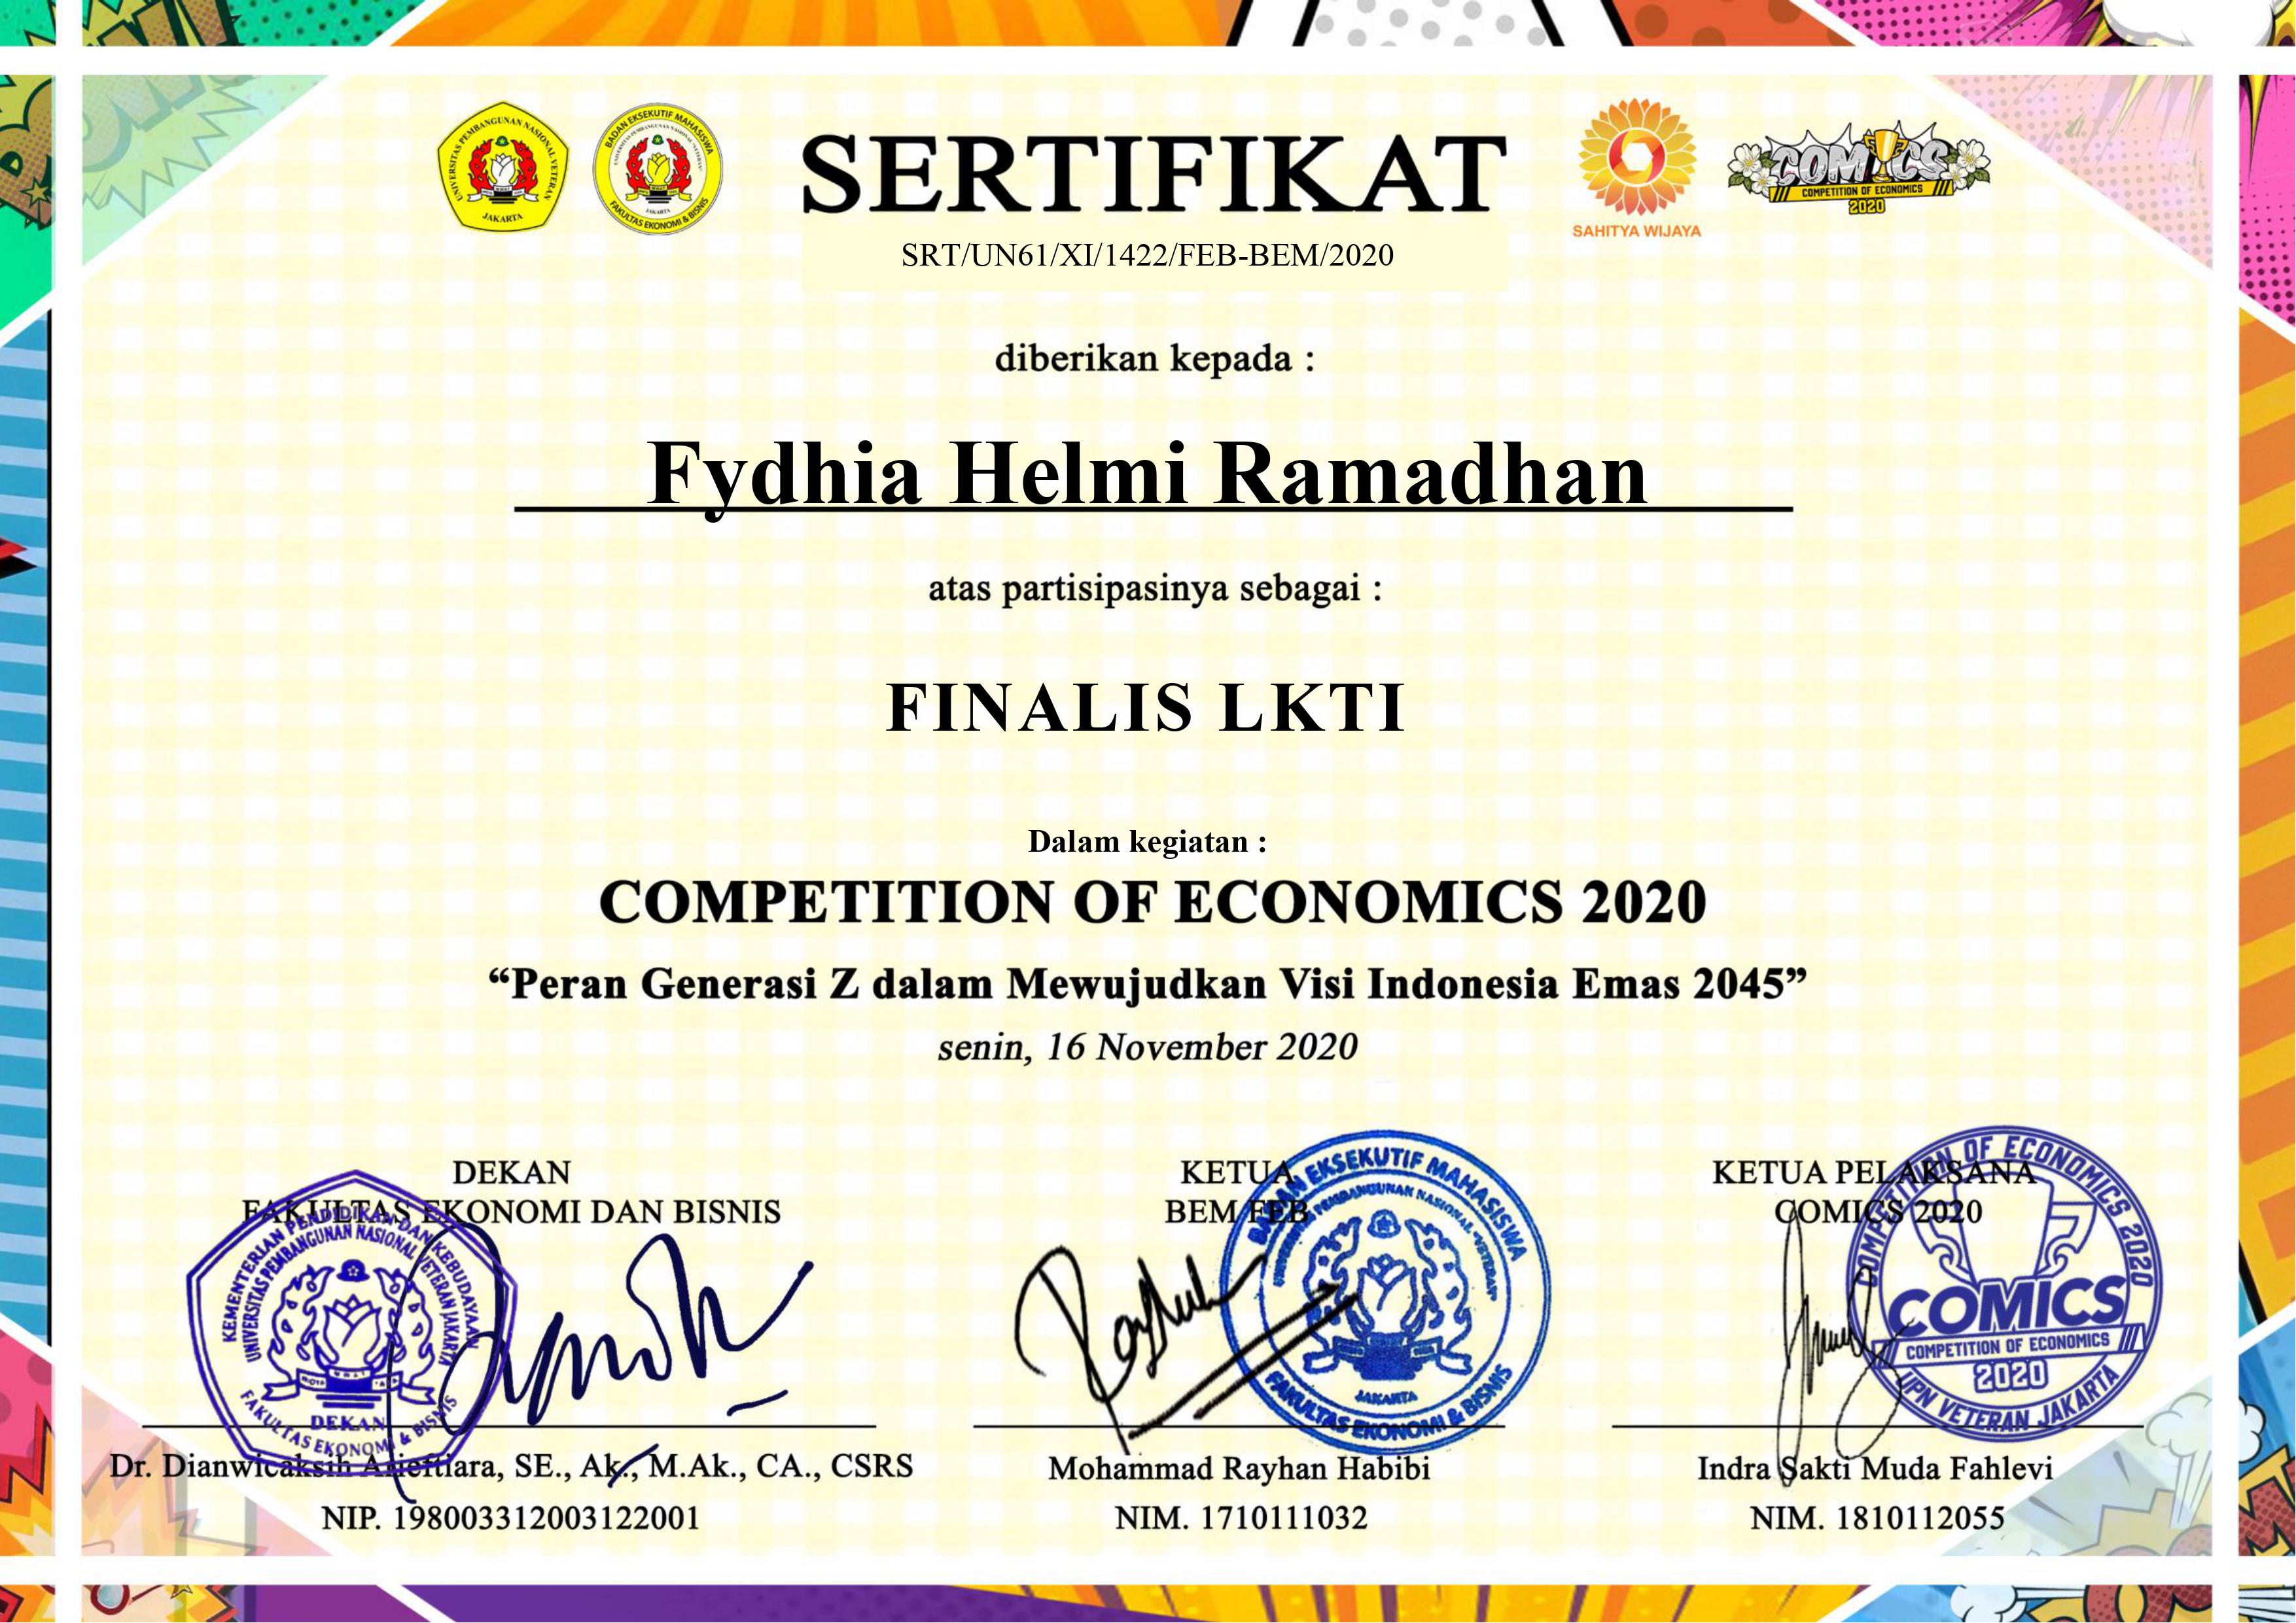 UNIVERSITAS PEMBANGUNAN NASIONAL VETERAN
JAKARTA
BADAN EKSEKUTIF MAHASISWA
JAKARTA
FAKULTAS EKONOMI & BISNIS
SERTIFIKAT
SAHITYA WIJAYA
COMICS
COMPETITION OF ECONOMICS
2020
SRT/UN61/XI/1422/FEB-BEM/2020
diberikan kepada :
Fydhia Helmi Ramadhan
atas partisipasinya sebagai :
FINALIS LKTI
Dalam kegiatan :
COMPETITION OF ECONOMICS 2020
“Peran Generasi Z dalam Mewujudkan Visi Indonesia Emas 2045”
senin, 16 November 2020
DEKAN
FAKULTAS EKONOMI DAN BISNIS
KEMENTERIAN PENDIDIKAN DAN KEBUDAYAAN
UNIVERSITAS PEMBANGUNAN NASIONAL VETERAN JAKARTA
DEKAN
FAKULTAS EKONOMI & BISNIS
Dr. Dianwicaksih Arieftiara, SE., Ak., M.Ak., CA., CSRS
NIP. 198003312003122001
KETUA
BEM FEB
BADAN EKSEKUTIF MAHASISWA
UNIVERSITAS PEMBANGUNAN NASIONAL "VETERAN"
JAKARTA
FAKULTAS EKONOMI & BISNIS
Mohammad Rayhan Habibi
NIM. 1710111032
KETUA PELAKSANA
COMICS 2020
COMPETITION OF ECONOMICS 2020
COMICS
COMPETITION OF ECONOMICS
2020
UPN VETERAN JAKARTA
Indra Sakti Muda Fahlevi
NIM. 1810112055